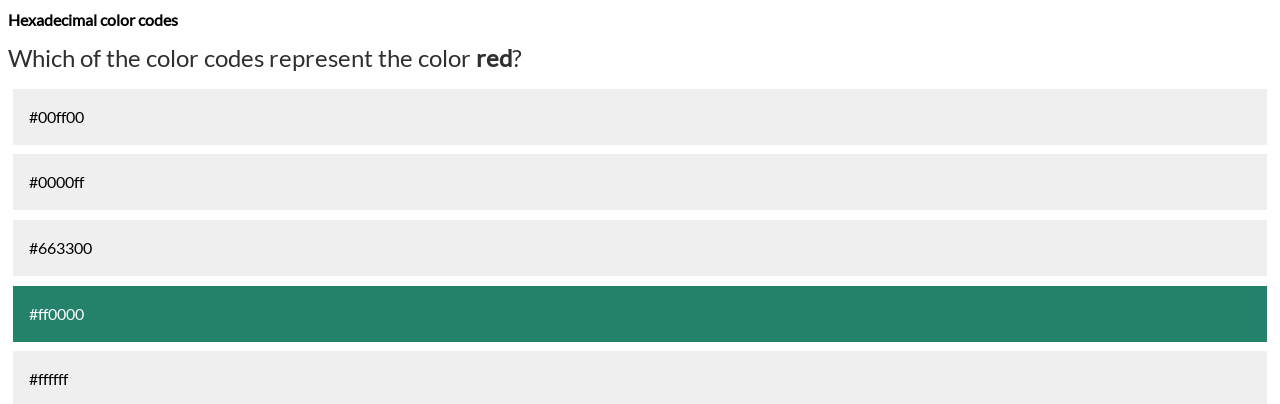 Hexadecimal color codes
Which of the color codes represent the color red?
#00ff00
#0000ff
#663300
#ff0000
#ffffff